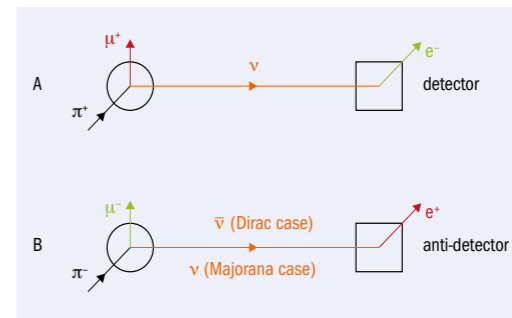 μ⁺
e⁻
A
ν
detector
π⁺
μ⁻
e⁺
ν̄ (Dirac case)
B
anti-detector
ν (Majorana case)
π⁻